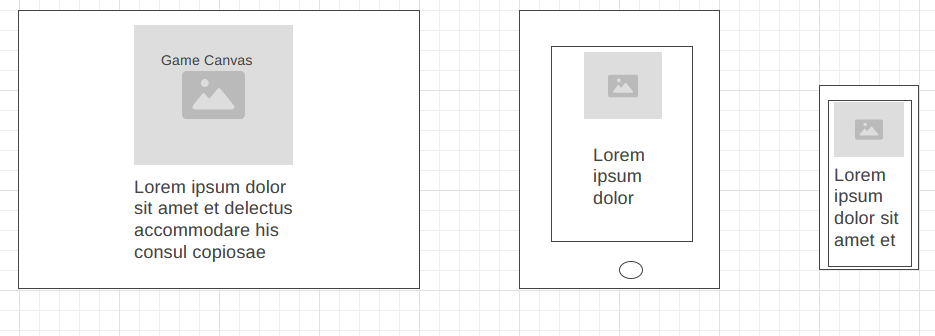 Game Canvas
Lorem ipsum dolor
sit amet et delectus
accommodare his
consul copiosae
Lorem
ipsum
dolor
Lorem
ipsum
dolor sit
amet et